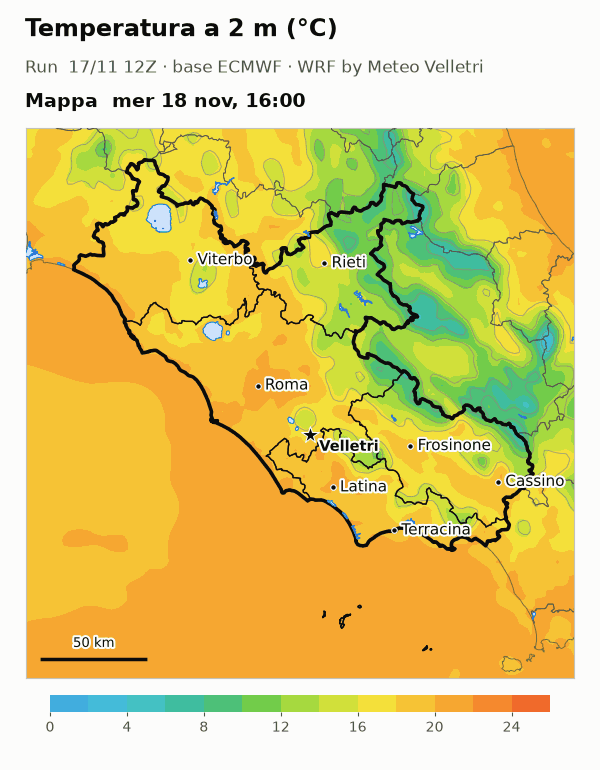 Temperatura a 2 m (°C)
Run 17/11 12Z · base ECMWF · WRF by Meteo Velletri
Mappa mer 18 nov, 16:00
Viterbo
Rieti
Roma
Velletri
Frosinone
Cassino
Latina
Terracina
50 km
0 4 8 12 16 20 24